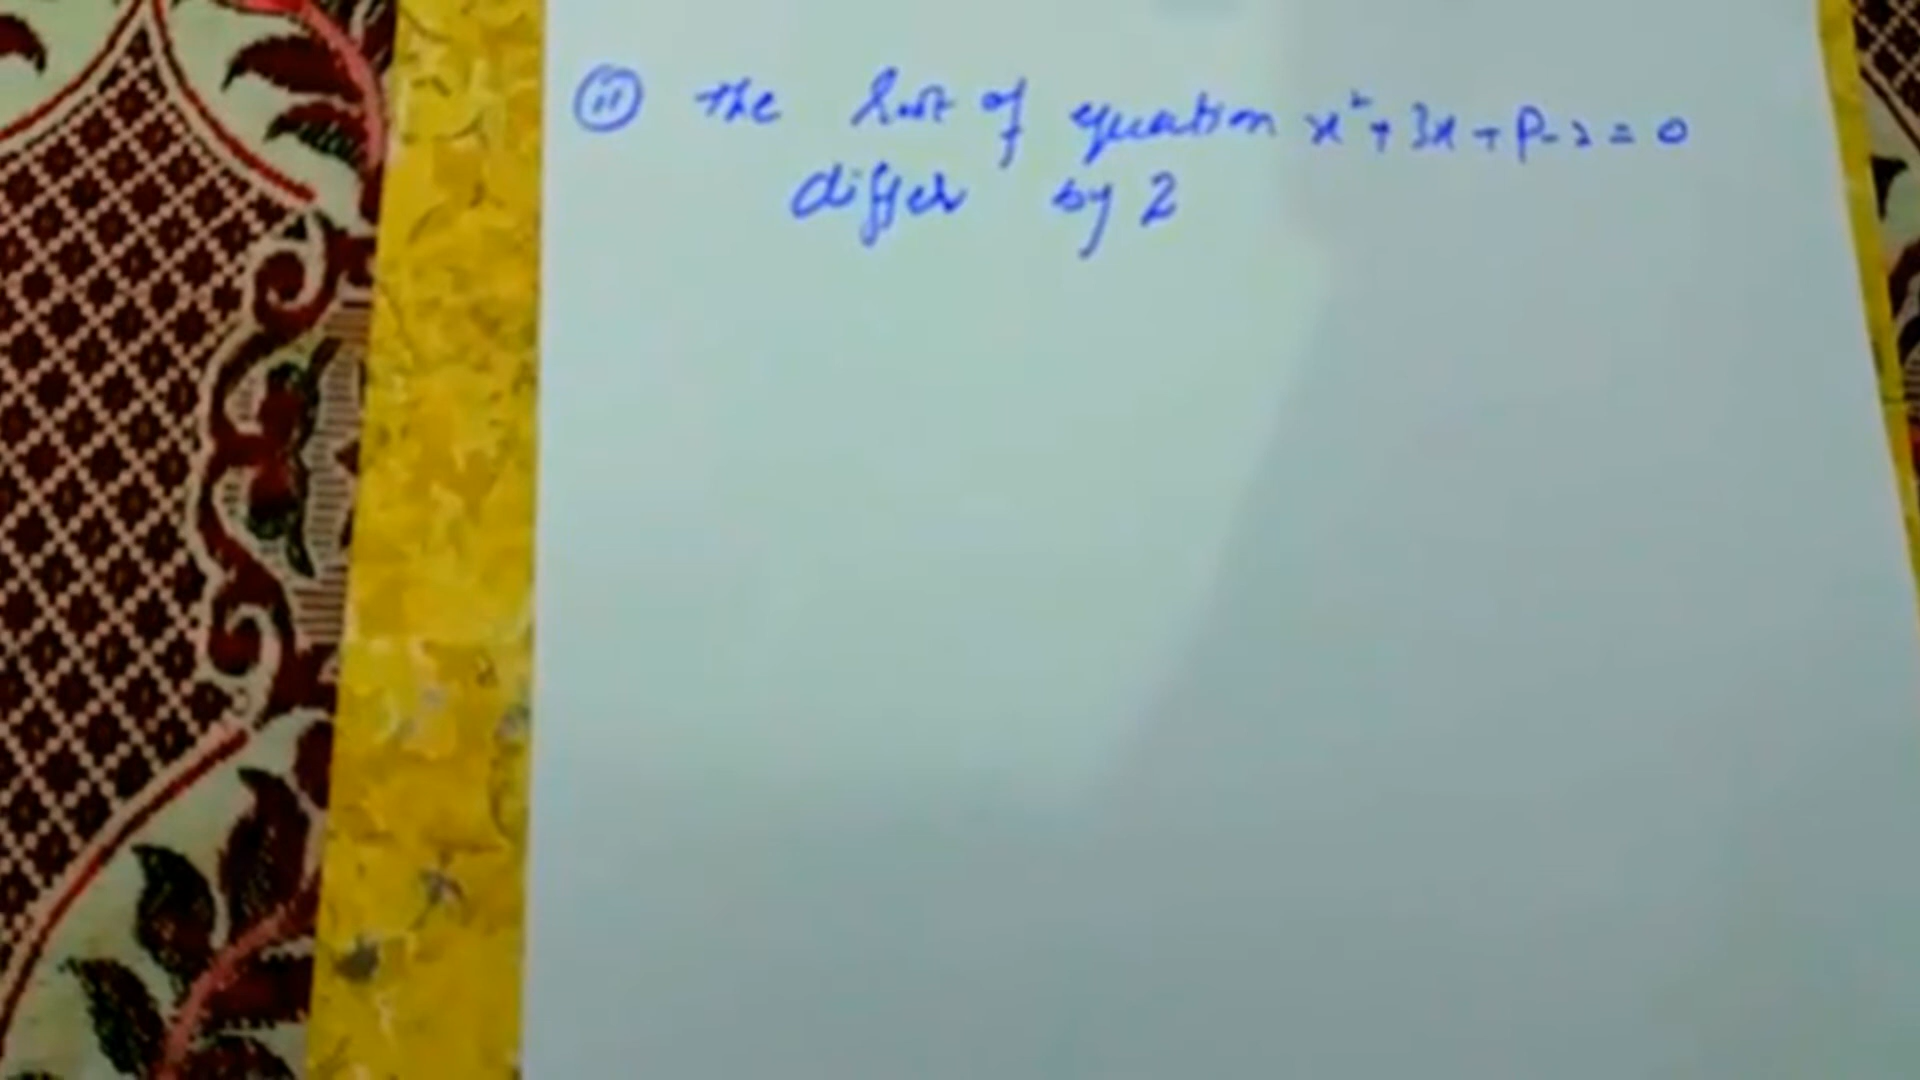 (ii) The Root of equation x² + 3x + P - 2 = 0
differ by 2